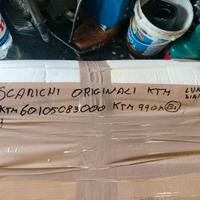 SCARICHI ORIGINALI KTM
KTM 60105083000 KTM 990A